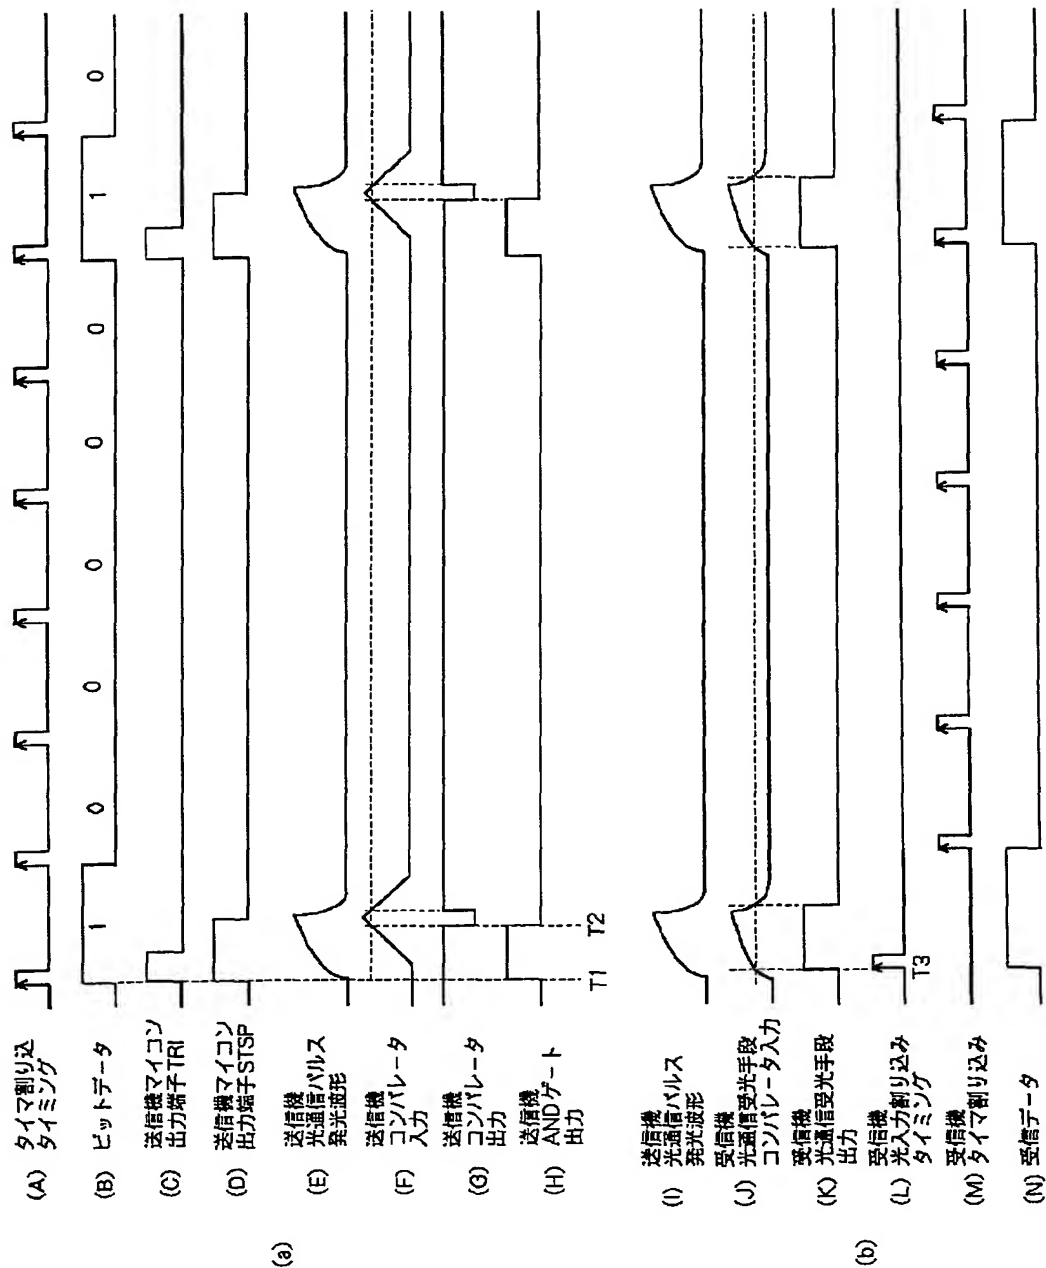 (a)
(A) タイマ割り込
タイミング
(B) ビットデータ
1 0 0 0 0 0 1 0
(C) 送信機マイコン
出力端子TRI
(D) 送信機マイコン
出力端子STSP
(E) 送信機
光通信パルス
発光波形
(F) 送信機
コンパレータ
入力
(G) 送信機
コンパレータ
出力
(H) 送信機
ANDゲート
出力
T1 T2
(b)
(I) 送信機
光通信パルス
発光波形
(J) 受信機
光通信受光手段
コンパレータ入力
(K) 受信機
光通信受光手段
出力
(L) 受信機
光入力割り込み
タイミング
T3
(M) 受信機
タイマ割り込み
(N) 受信データ